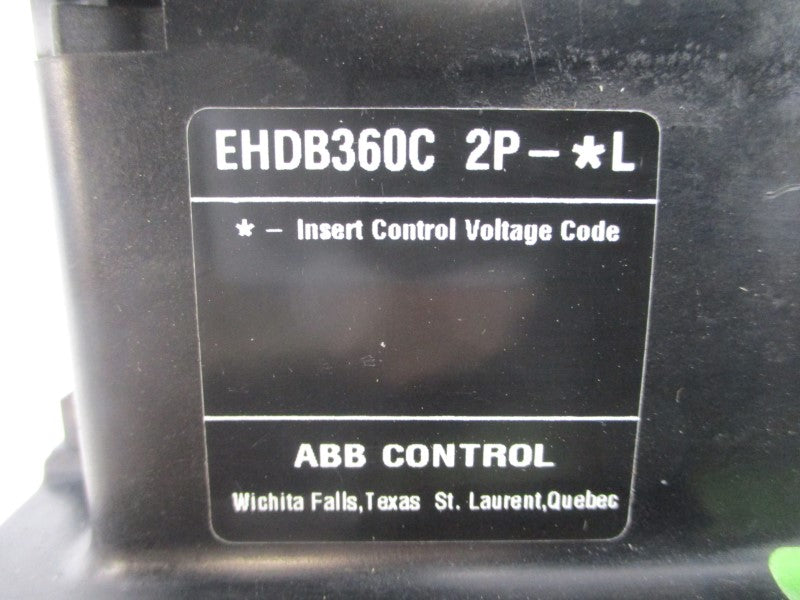 EHDB360C 2P-*L
* - Insert Control Voltage Code
ABB CONTROL
Wichita Falls,Texas St. Laurent,Quebec